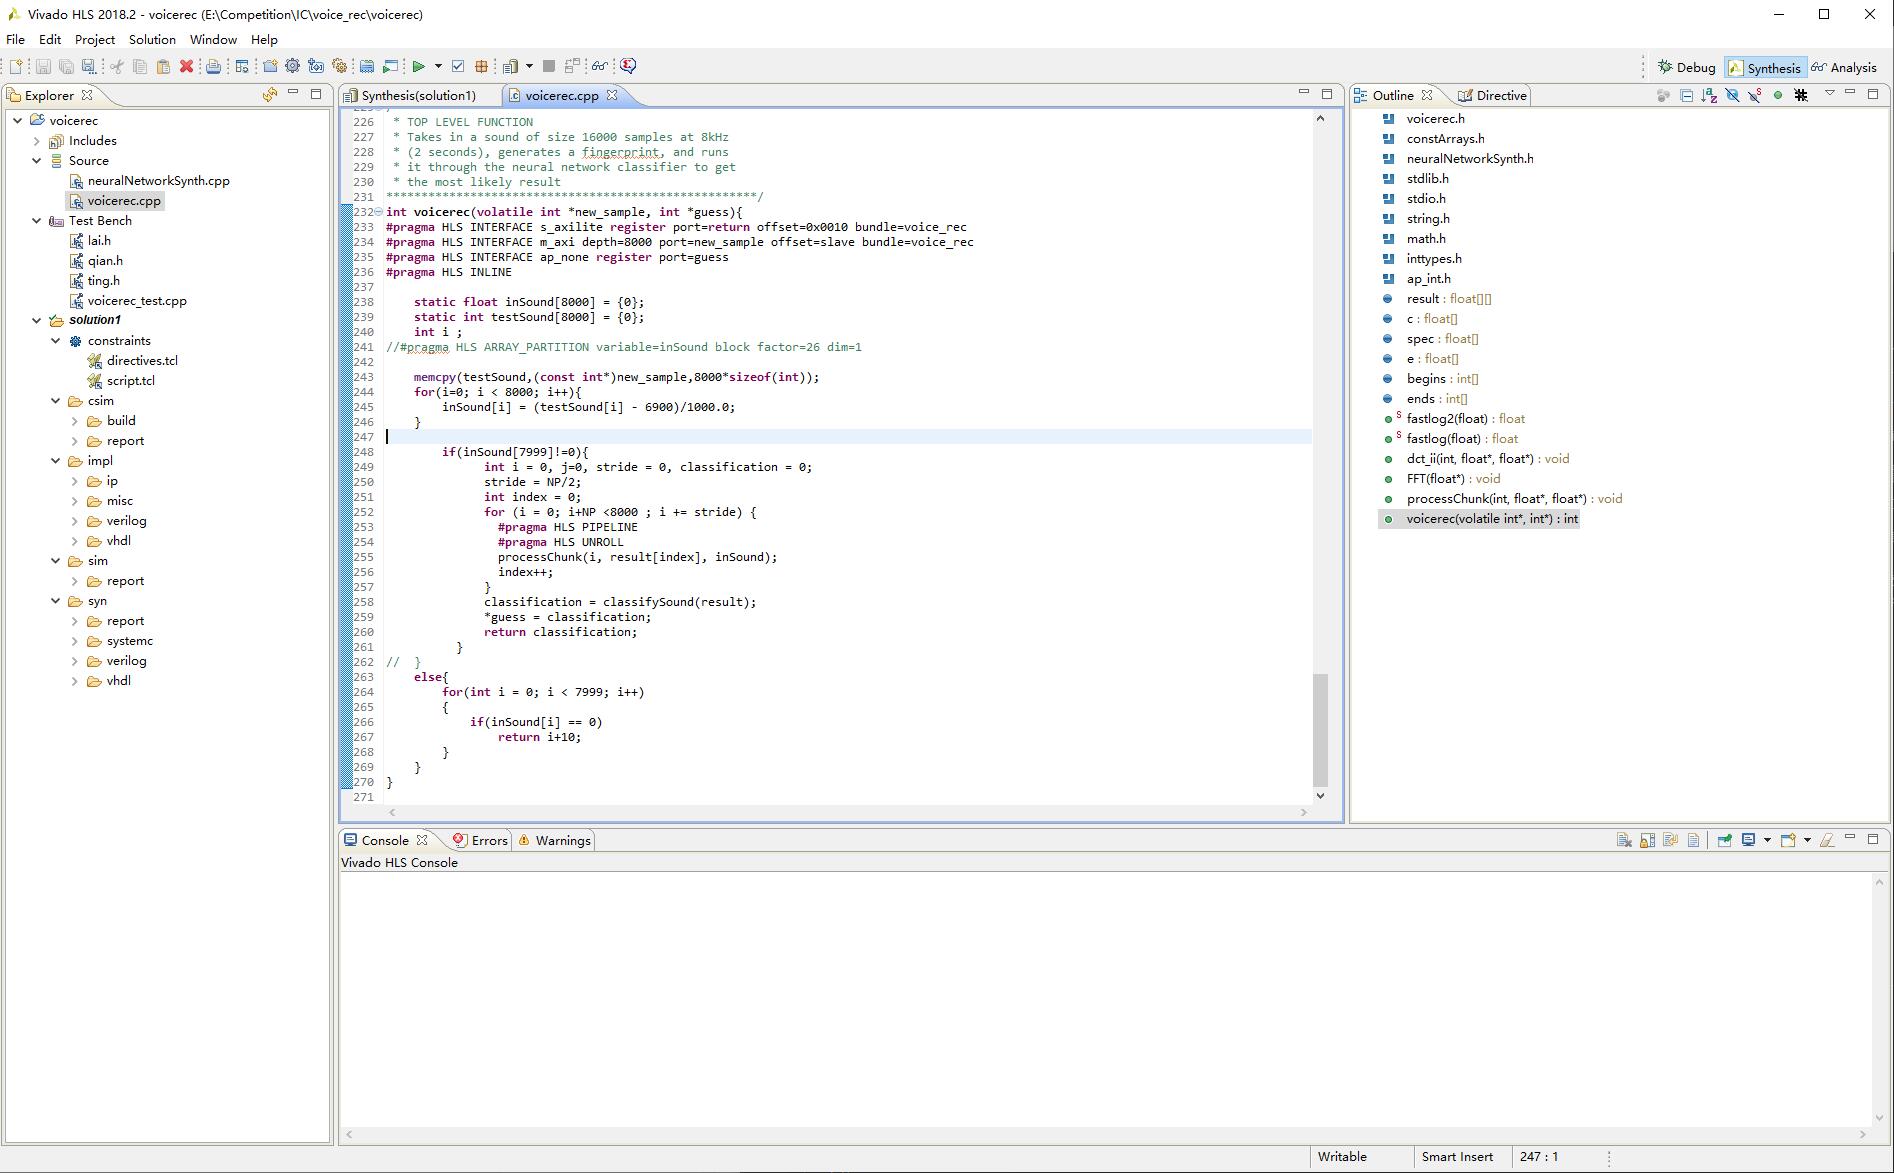 Vivado HLS 2018.2 - voicerec (E:\Competition\IC\voice_rec\voicerec)
File Edit Project Solution Window Help
Debug Synthesis Analysis
Explorer
voicerec
Includes
Source
neuralNetworkSynth.cpp
voicerec.cpp
Test Bench
lai.h
qian.h
ting.h
voicerec_test.cpp
solution1
constraints
directives.tcl
script.tcl
csim
build
report
impl
ip
misc
verilog
vhdl
sim
report
syn
report
systemc
verilog
vhdl
Synthesis(solution1) voicerec.cpp
226 * TOP LEVEL FUNCTION
227 * Takes in a sound of size 16000 samples at 8kHz
228 * (2 seconds), generates a fingerprint, and runs
229 * it through the neural network classifier to get
230 * the most likely result
231 *****************************************************/
232 int voicerec(volatile int *new_sample, int *guess){
233 #pragma HLS INTERFACE s_axilite register port=return offset=0x0010 bundle=voice_rec
234 #pragma HLS INTERFACE m_axi depth=8000 port=new_sample offset=slave bundle=voice_rec
235 #pragma HLS INTERFACE ap_none register port=guess
236 #pragma HLS INLINE
237
238 static float inSound[8000] = {0};
239 static int testSound[8000] = {0};
240 int i ;
241 //#pragma HLS ARRAY_PARTITION variable=inSound block factor=26 dim=1
242
243 memcpy(testSound,(const int*)new_sample,8000*sizeof(int));
244 for(i=0; i < 8000; i++){
245 inSound[i] = (testSound[i] - 6900)/1000.0;
246 }
247
248 if(inSound[7999]!=0){
249 int i = 0, j=0, stride = 0, classification = 0;
250 stride = NP/2;
251 int index = 0;
252 for (i = 0; i+NP <8000 ; i += stride) {
253 #pragma HLS PIPELINE
254 #pragma HLS UNROLL
255 processChunk(i, result[index], inSound);
256 index++;
257 }
258 classification = classifySound(result);
259 *guess = classification;
260 return classification;
261 }
262 // }
263 else{
264 for(int i = 0; i < 7999; i++)
265 {
266 if(inSound[i] == 0)
267 return i+10;
268 }
269 }
270 }
271
Outline Directive
voicerec.h
constArrays.h
neuralNetworkSynth.h
stdlib.h
stdio.h
string.h
math.h
inttypes.h
ap_int.h
result : float[][]
c : float[]
spec : float[]
e : float[]
begins : int[]
ends : int[]
fastlog2(float) : float
fastlog(float) : float
dct_ii(int, float*, float*) : void
FFT(float*) : void
processChunk(int, float*, float*) : void
voicerec(volatile int*, int*) : int
Console Errors Warnings
Vivado HLS Console
Writable Smart Insert 247 : 1